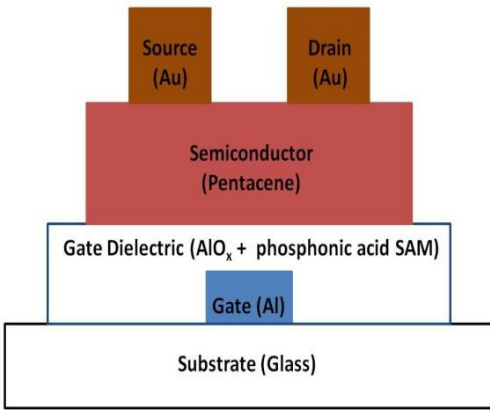 Source
(Au)
Drain
(Au)
Semiconductor
(Pentacene)
Gate Dielectric (AlOₓ + phosphonic acid SAM)
Gate (Al)
Substrate (Glass)